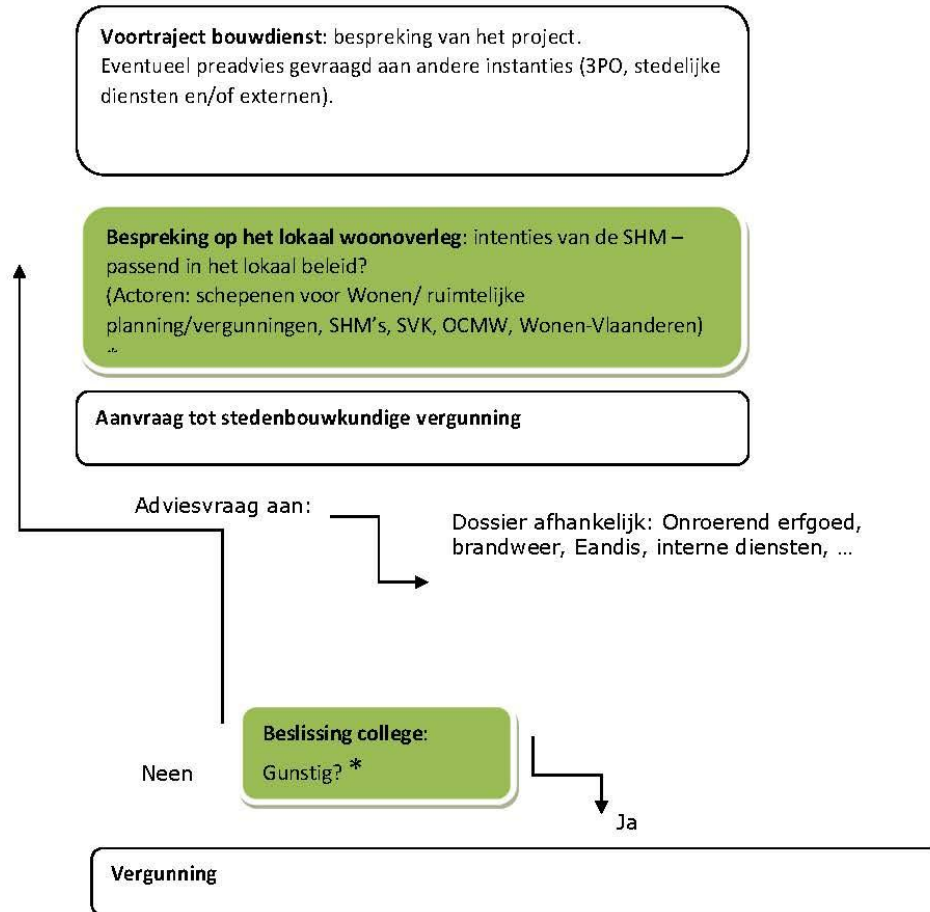 Voortraject bouwdienst: bespreking van het project.
Eventueel preadvies gevraagd aan andere instanties (3PO, stedelijke
diensten en/of externen).
Bespreking op het lokaal woonoverleg: intenties van de SHM –
passend in het lokaal beleid?
(Actoren: schepenen voor Wonen/ ruimtelijke
planning/vergunningen, SHM's, SVK, OCMW, Wonen-Vlaanderen)
*
Aanvraag tot stedenbouwkundige vergunning
Adviesvraag aan:
Dossier afhankelijk: Onroerend erfgoed,
brandweer, Eandis, interne diensten, ...
Beslissing college:
Gunstig? *
Neen
Ja
Vergunning